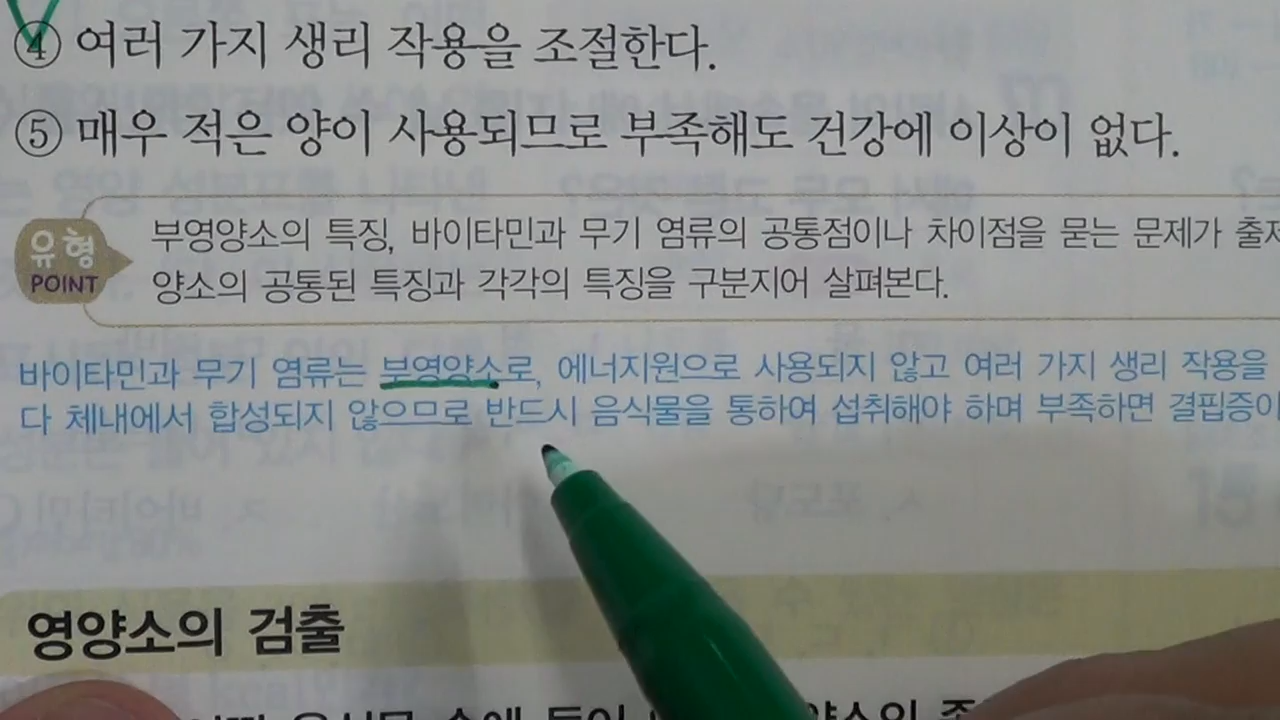 ④ 여러 가지 생리 작용을 조절한다.
⑤ 매우 적은 양이 사용되므로 부족해도 건강에 이상이 없다.
유형
POINT
부영양소의 특징, 바이타민과 무기 염류의 공통점이나 차이점을 묻는 문제가
양소의 공통된 특징과 각각의 특징을 구분지어 살펴본다.
바이타민과 무기 염류는 부영양소로, 에너지원으로 사용되지 않고 여러 가지 생리 작용을
다 체내에서 합성되지 않으므로 반드시 음식물을 통하여 섭취해야 하며 부족하면 결핍증이
영양소의 검출